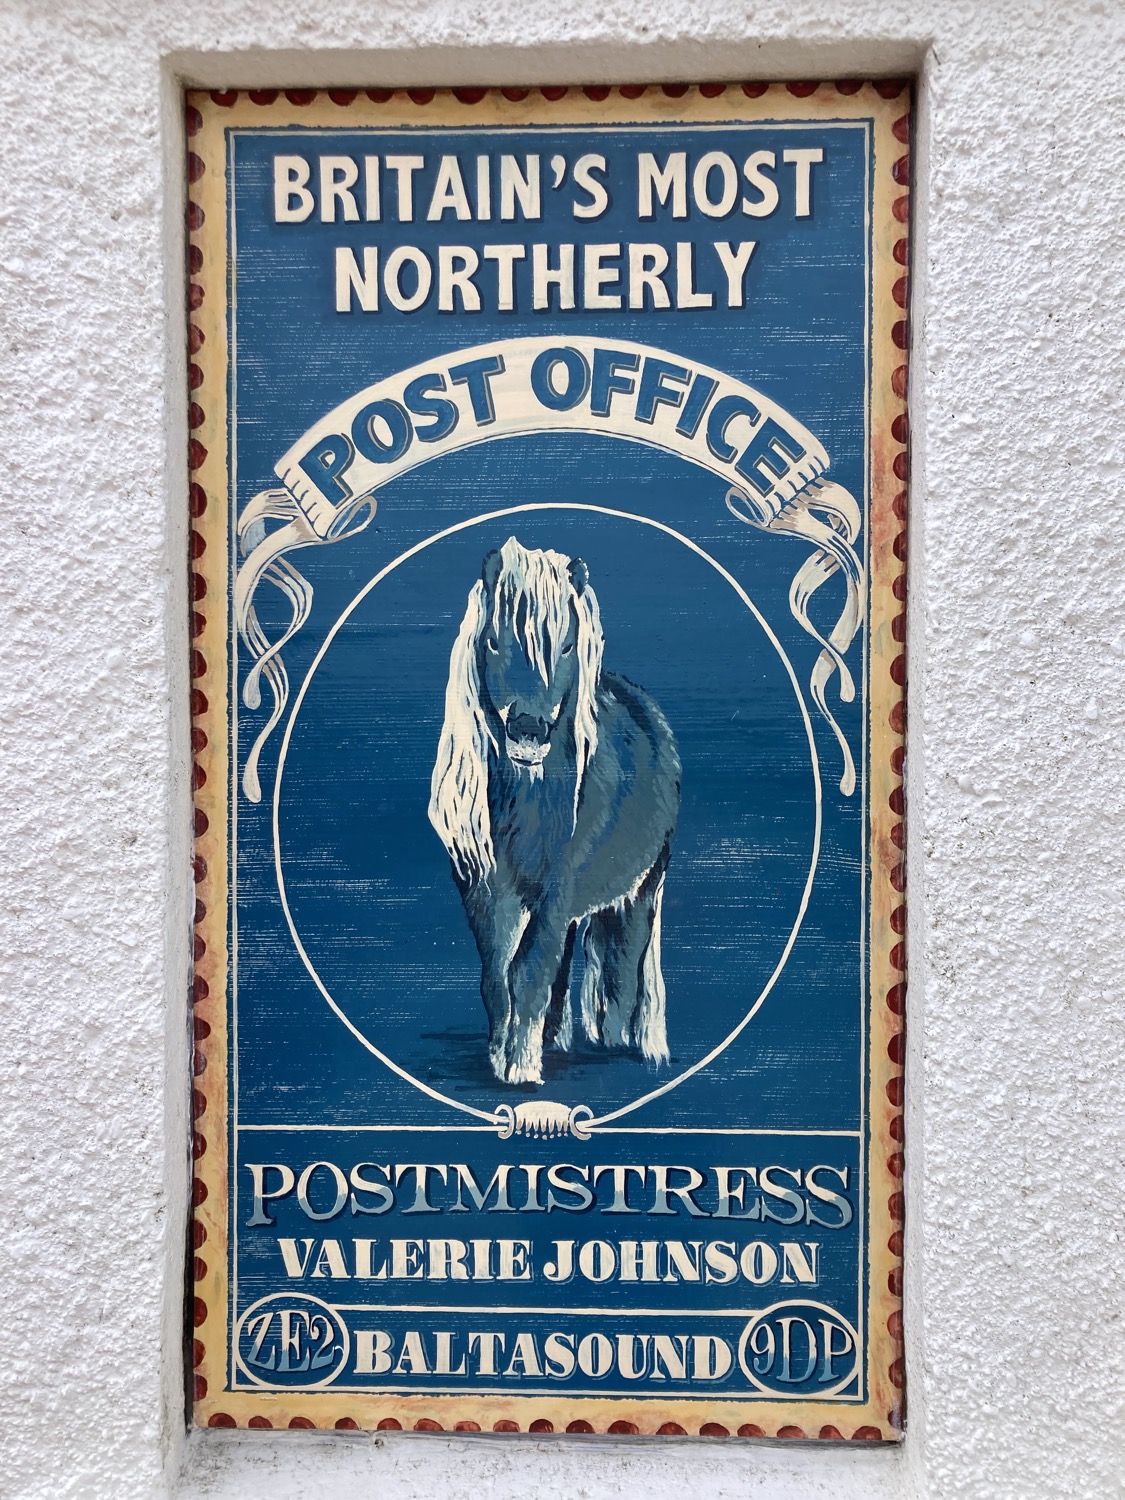 BRITAIN'S MOST
NORTHERLY
POST OFFICE
POSTMISTRESS
VALERIE JOHNSON
ZE2 BALTASOUND 9DP